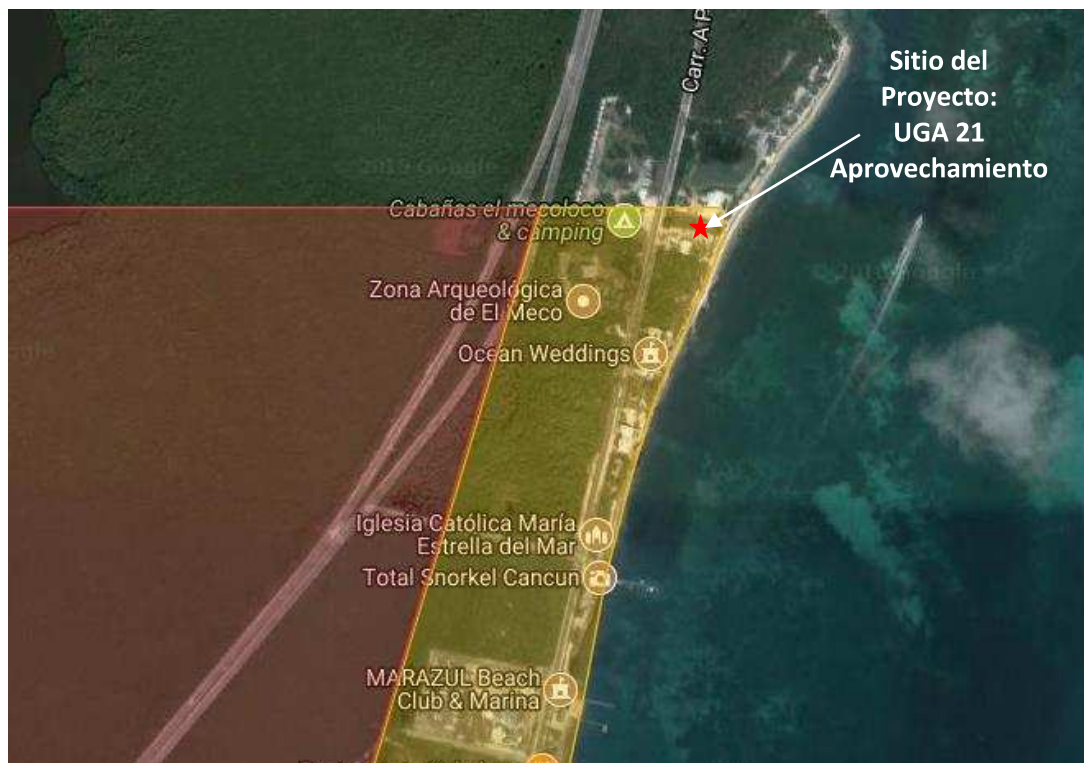 Carr. A P
Sitio del
Proyecto:
UGA 21
Aprovechamiento
Cabañas el mecoloco
& camping
Zona Arqueológica
de El Meco
Ocean Weddings
Iglesia Católica María
Estrella del Mar
Total Snorkel Cancun
MARAZUL Beach
Club & Marina